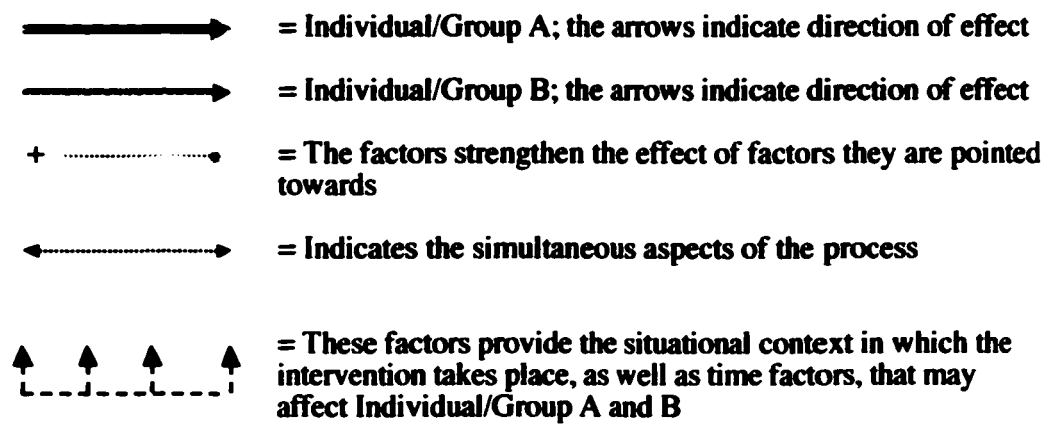 = Individual/Group A; the arrows indicate direction of effect
= Individual/Group B; the arrows indicate direction of effect
+ = The factors strengthen the effect of factors they are pointed
towards
= Indicates the simultaneous aspects of the process
= These factors provide the situational context in which the
intervention takes place, as well as time factors, that may
affect Individual/Group A and B